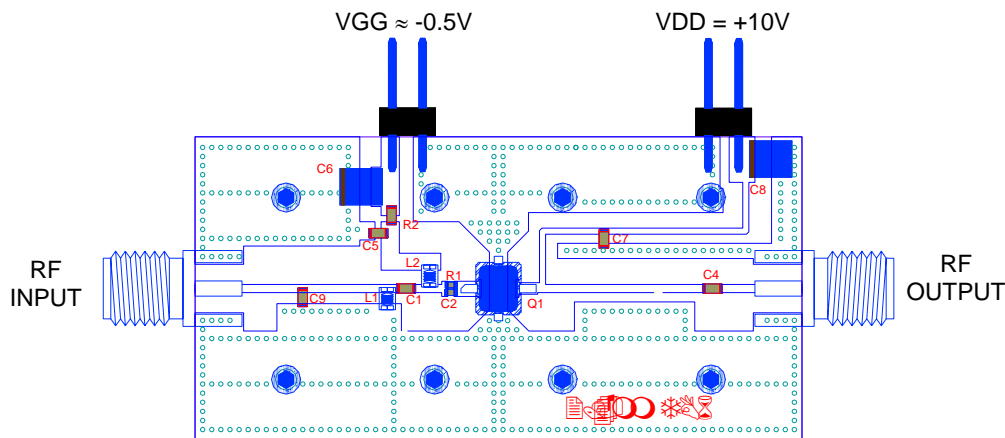 VGG ≈ -0.5V
VDD = +10V
C6
C8
R2
C5
C7
RF
INPUT
L2
R1
C4
RF
OUTPUT
C9
L1
C1
C2
Q1